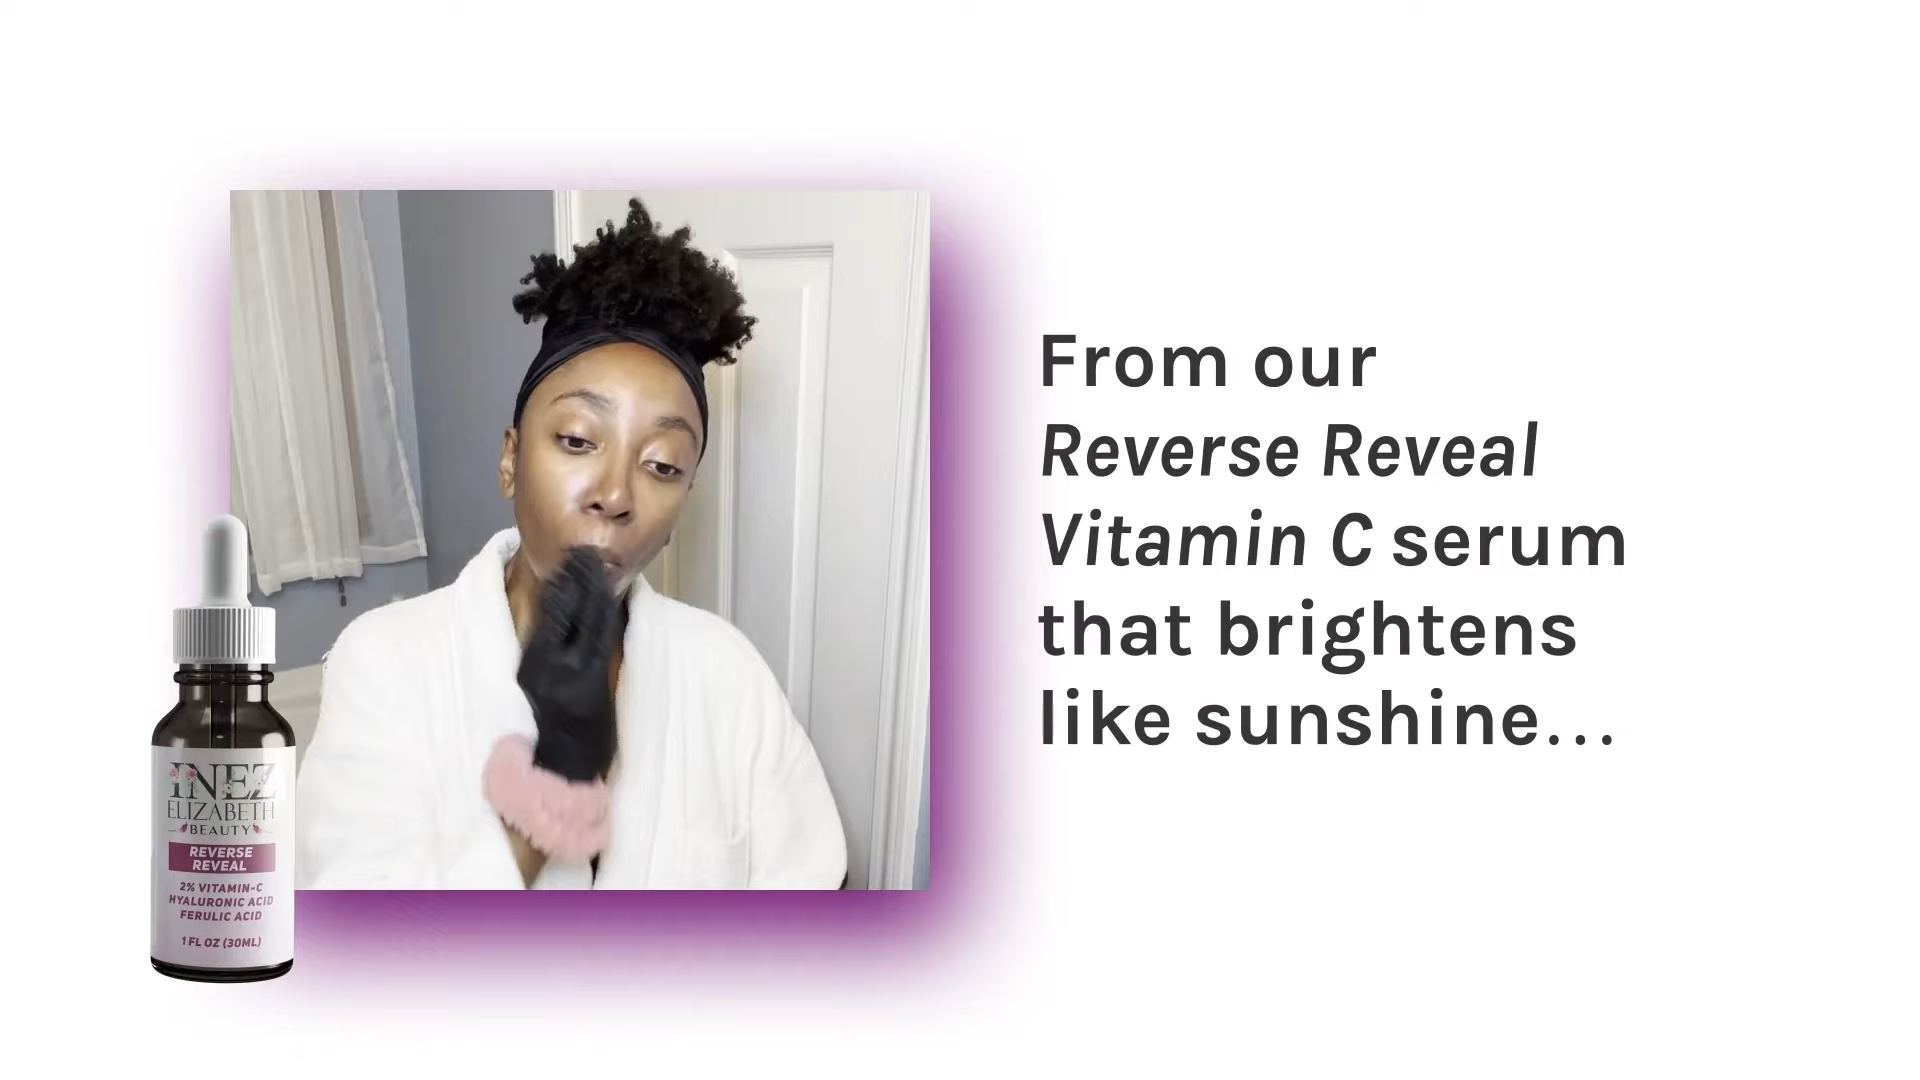 From our
Reverse Reveal
Vitamin C serum
that brightens
like sunshine...
INEZ
ELIZABETH
BEAUTY
REVERSE
REVEAL
2% VITAMIN-C
HYALURONIC ACID
FERULIC ACID
1 FL OZ (30ML)